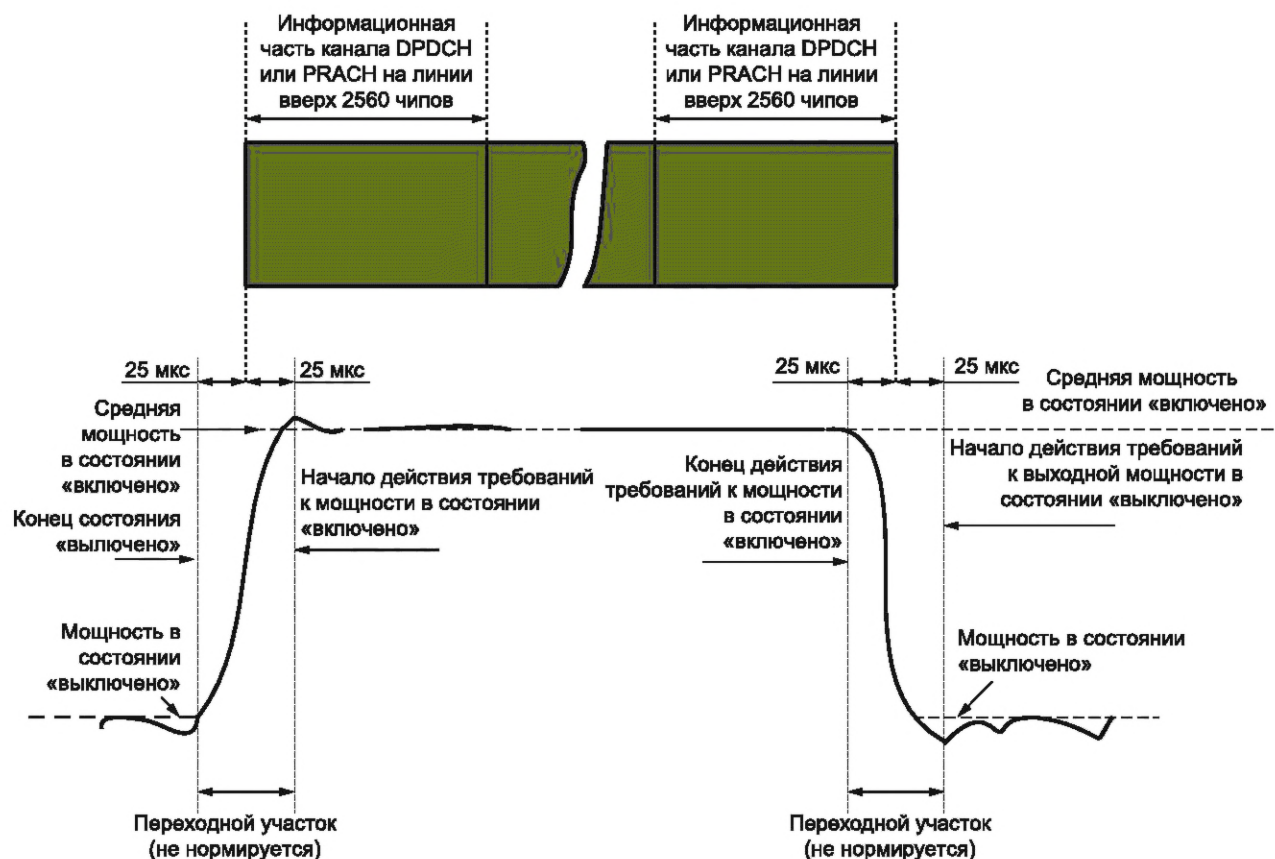 Информационная
часть канала DPDCH
или PRACH на линии
вверх 2560 чипов
Информационная
часть канала DPDCH
или PRACH на линии
вверх 2560 чипов
25 мкс
25 мкс
25 мкс
25 мкс
Средняя мощность
в состоянии «включено»
Средняя
мощность
в состоянии
«включено»
Начало действия требований
к мощности в состоянии
«включено»
Конец действия
требований к мощности
в состоянии
«включено»
Начало действия требований
к выходной мощности в
состоянии «выключено»
Конец состояния
«вылючено»
Мощность в
состоянии
«выключено»
Мощность в состоянии
«выключено»
Переходной участок
(не нормируется)
Переходной участок
(не нормируется)